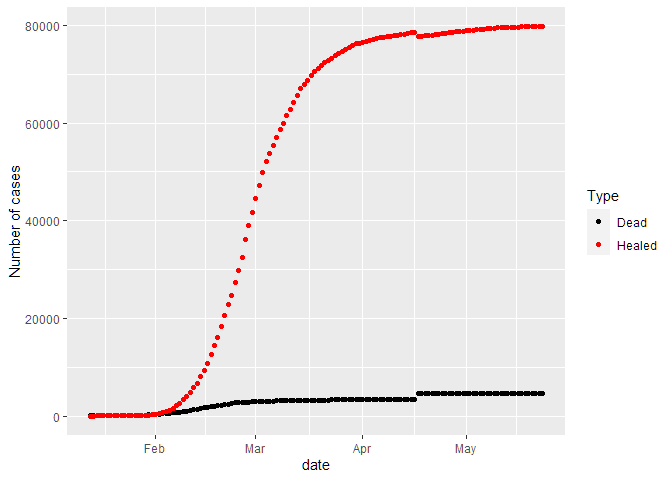 80000
60000
40000
20000
0
Number of cases
Feb
Mar
Apr
May
date
Type
Dead
Healed